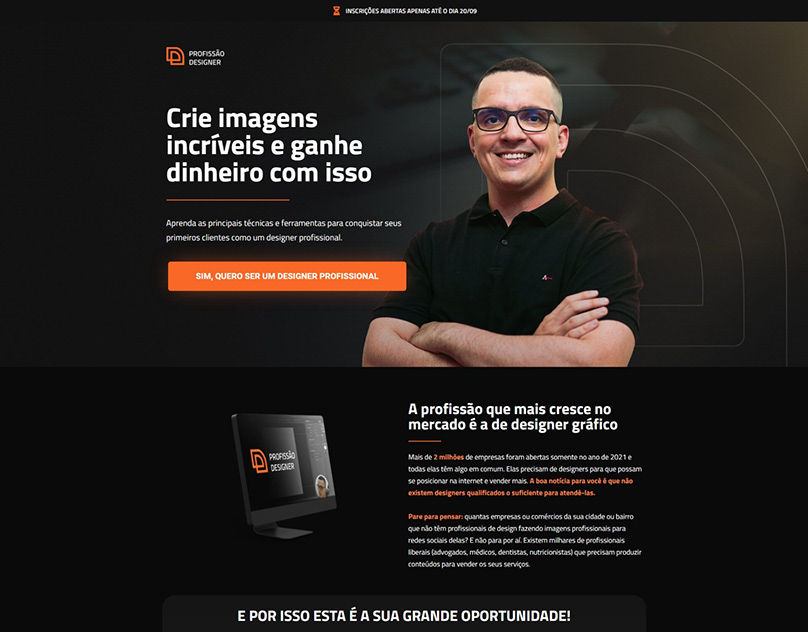 INSCRIÇÕES ABERTAS APENAS ATÉ O DIA 20/09
PROFISSÃO
DESIGNER
Crie imagens
incríveis e ganhe
dinheiro com isso
Aprenda as principais técnicas e ferramentas para conquistar seus
primeiros clientes como um designer profissional.
SIM, QUERO SER UM DESIGNER PROFISSIONAL
PROFISSÃO
DESIGNER
A profissão que mais cresce no
mercado é a de designer gráfico
Mais de 2 milhões de empresas foram abertas somente no ano de 2021 e
todas elas têm algo em comum. Elas precisam de designers para que possam
se posicionar na internet e vender mais. A boa notícia para você é que não
existem designers qualificados o suficiente para atendê-las.
Pare para pensar: quantas empresas ou comércios da sua cidade ou bairro
que não têm profissionais de design fazendo imagens profissionais para
redes sociais delas? E não para por aí. Existem milhares de profissionais
liberais (advogados, médicos, dentistas, nutricionistas) que precisam produzir
conteúdos para vender os seus serviços.
E POR ISSO ESTA É A SUA GRANDE OPORTUNIDADE!